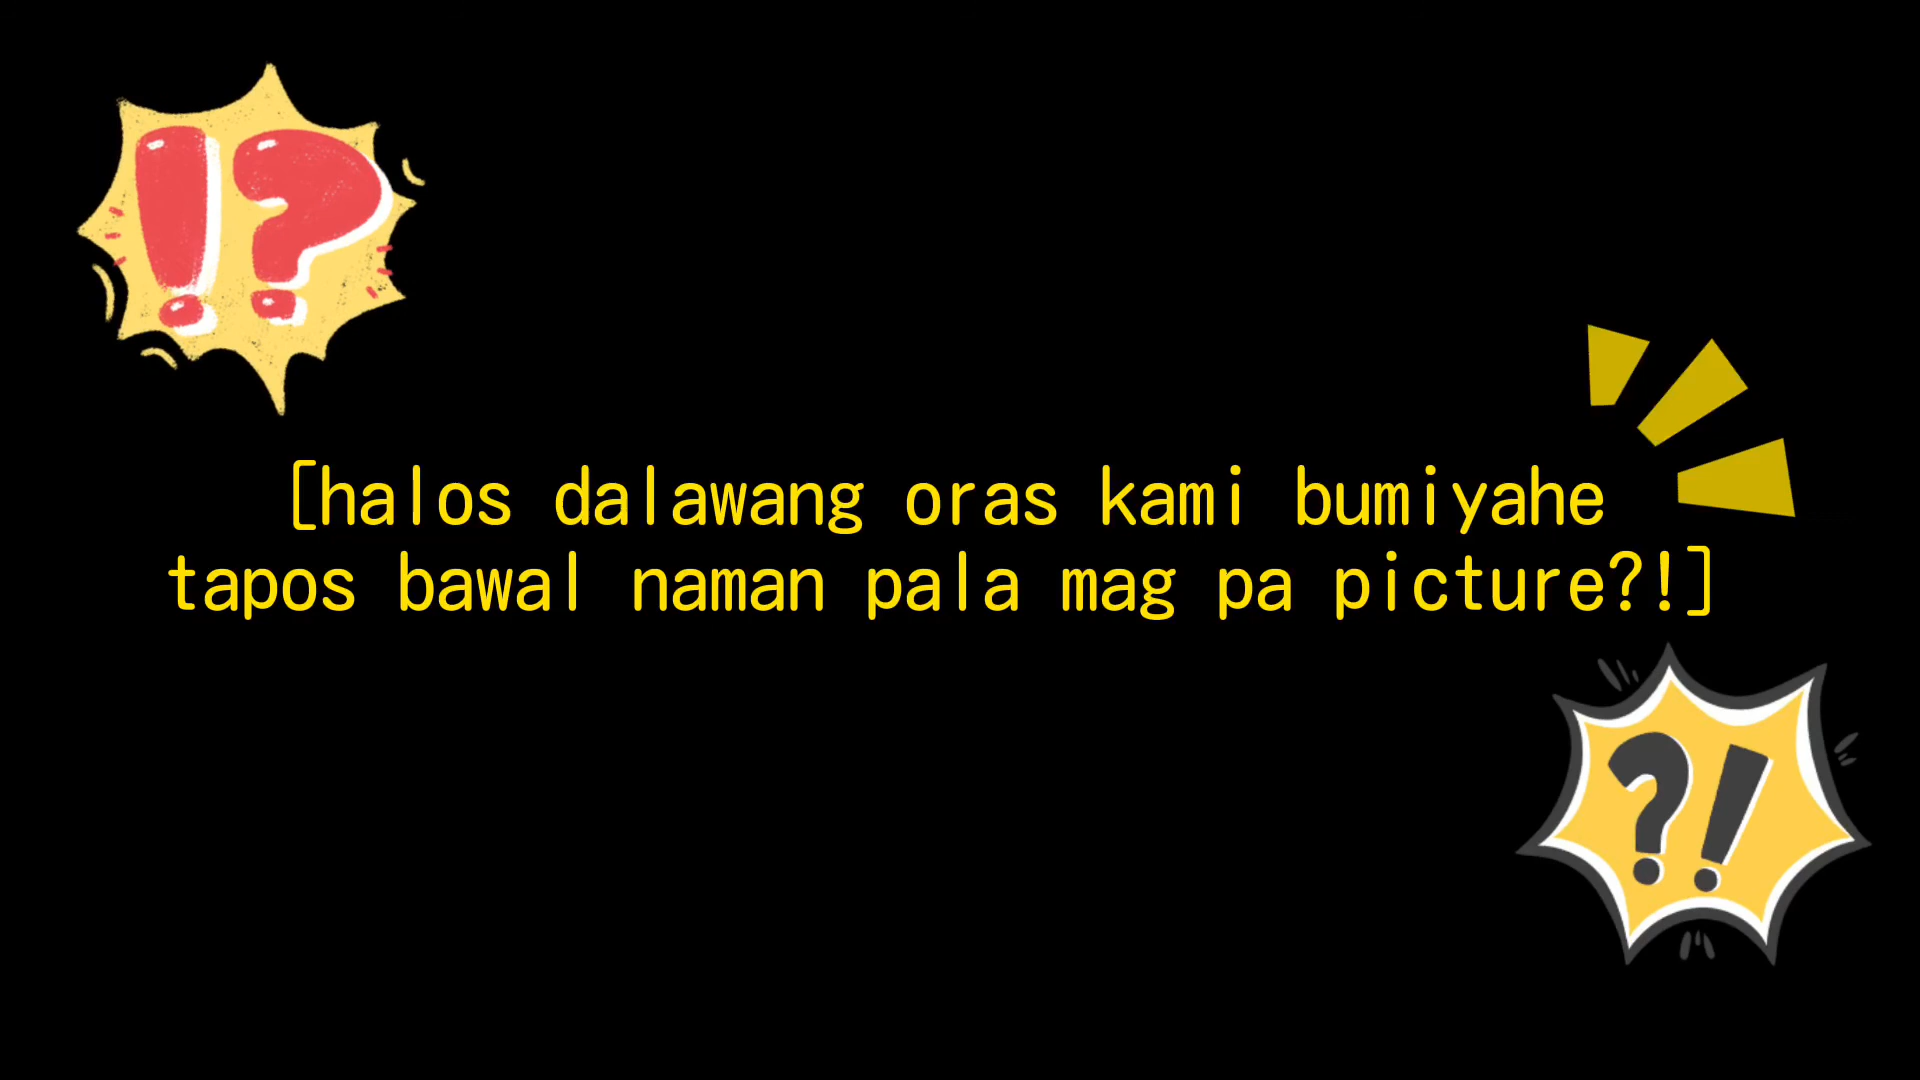 !?
[halos dalawang oras kami bumiyahe
tapos bawal naman pala mag pa picture?!]
?!